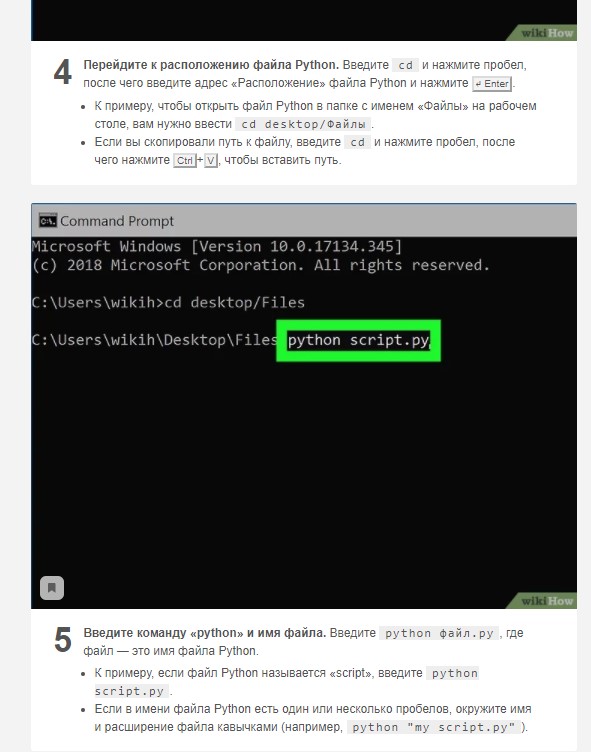 wikiHow
4 Перейдите к расположению файла Python. Введите cd и нажмите пробел,
после чего введите адрес «Расположение» файла Python и нажмите ↵ Enter.
• К примеру, чтобы открыть файл Python в папке с именем «Файлы» на рабочем
столе, вам нужно ввести cd desktop/Файлы .
• Если вы скопировали путь к файлу, введите cd и нажмите пробел, после
чего нажмите Ctrl+V, чтобы вставить путь.
C:\. Command Prompt
Microsoft Windows [Version 10.0.17134.345]
(c) 2018 Microsoft Corporation. All rights reserved.
C:\Users\wikih>cd desktop/Files
C:\Users\wikih\Desktop\Files python script.py
wikiHow
5 Введите команду «python» и имя файла. Введите python файл.py , где
файл — это имя файла Python.
• К примеру, если файл Python называется «script», введите python
script.py .
• Если в имени файла Python есть один или несколько пробелов, окружите имя
и расширение файла кавычками (например, python "my script.py" ).